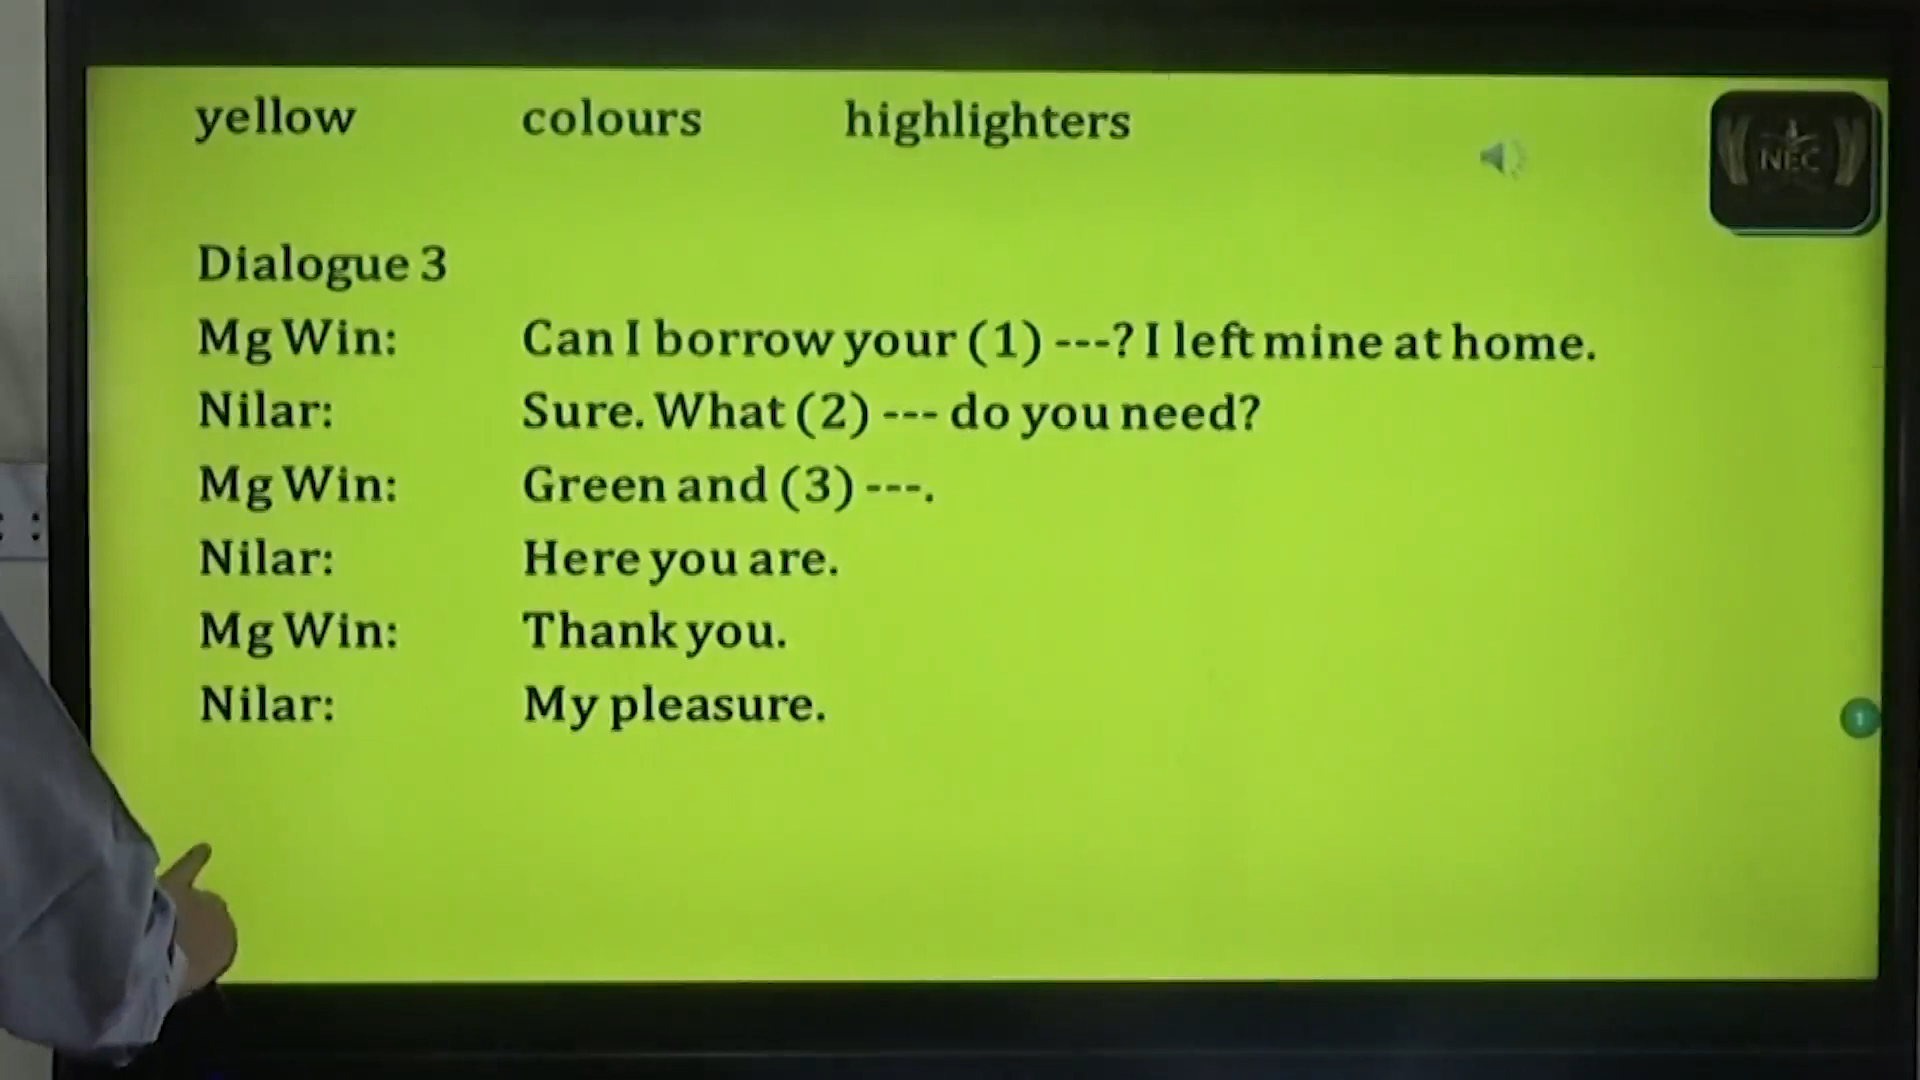 yellow colours highlighters
NEC
Dialogue 3
Mg Win: Can I borrow your (1) ---? I left mine at home.
Nilar: Sure. What (2) --- do you need?
Mg Win: Green and (3) ---.
Nilar: Here you are.
Mg Win: Thank you.
Nilar: My pleasure.
1